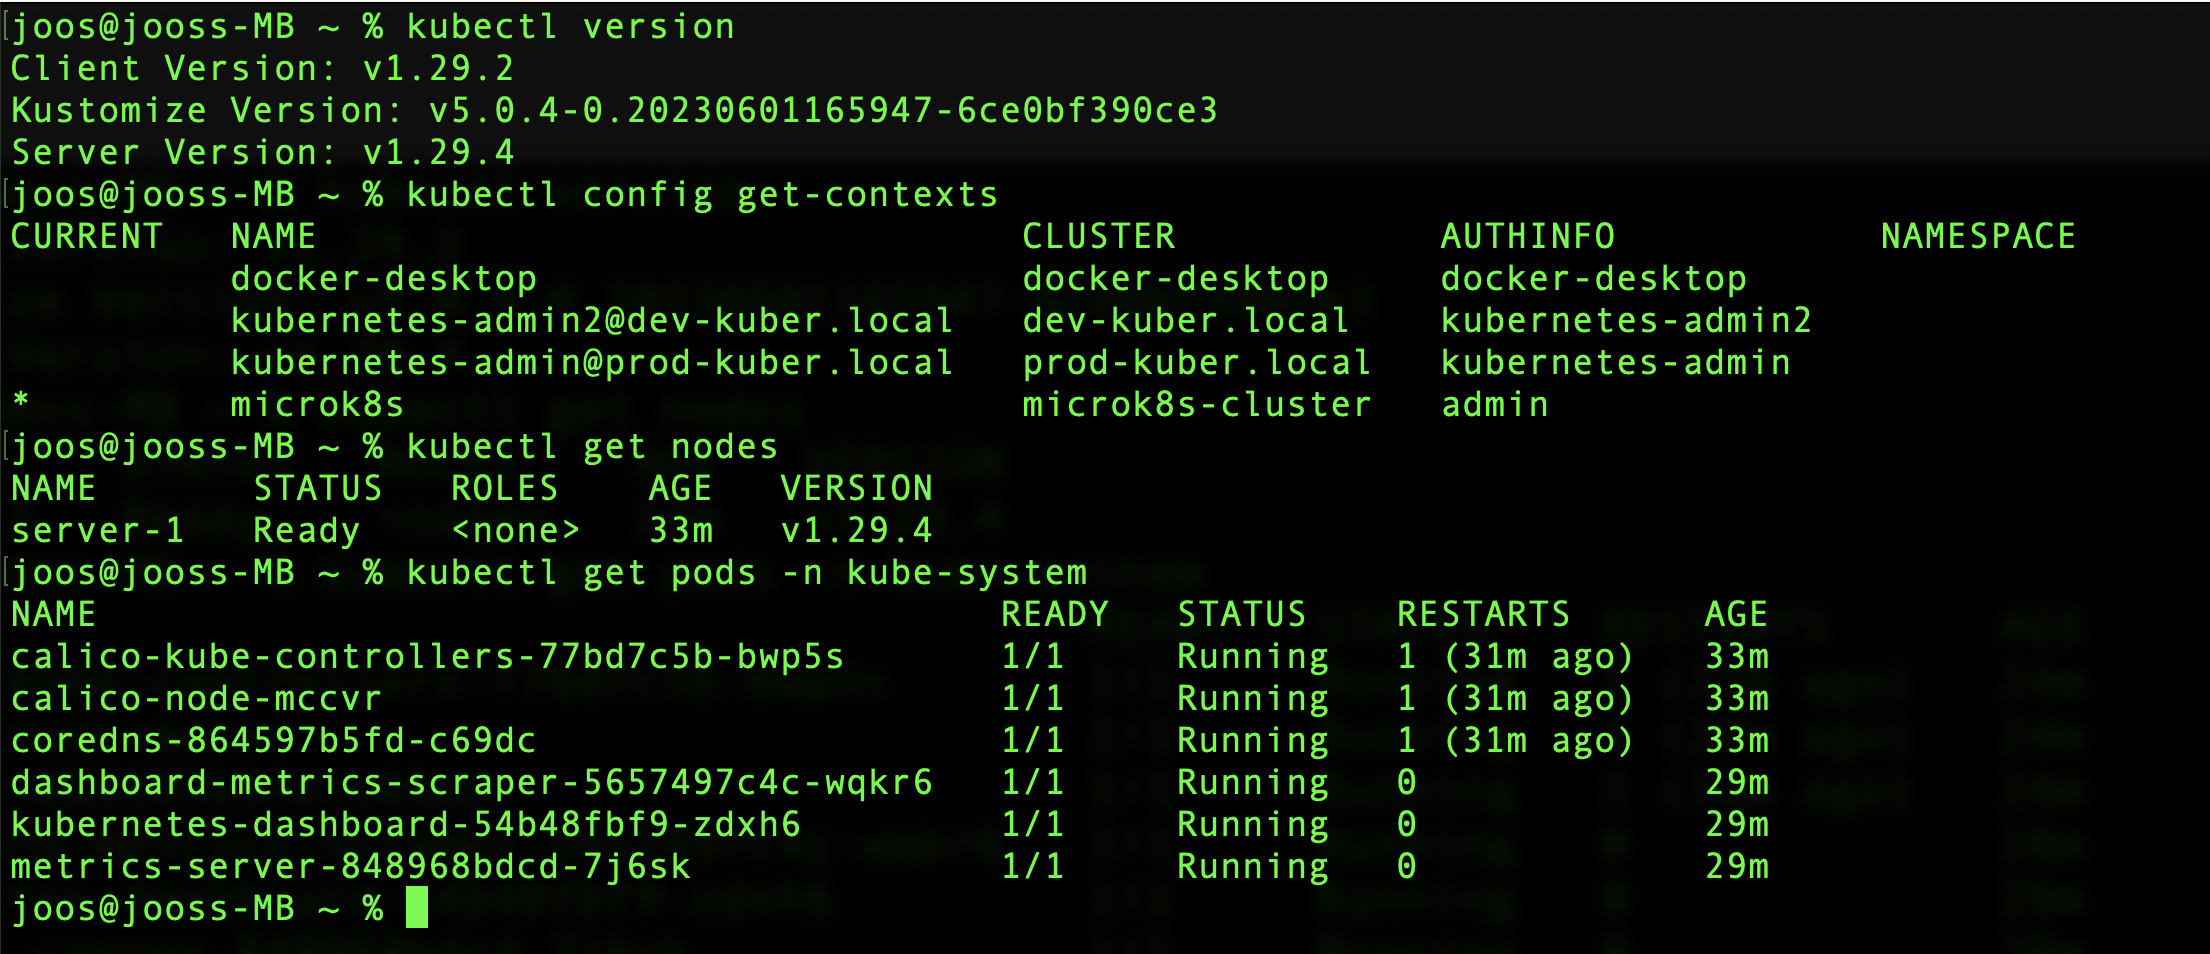 joos@jooss-MB ~ % kubectl version
Client Version: v1.29.2
Kustomize Version: v5.0.4-0.20230601165947-6ce0bf390ce3
Server Version: v1.29.4
joos@jooss-MB ~ % kubectl config get-contexts
CURRENT   NAME                                CLUSTER            AUTHINFO            NAMESPACE
          docker-desktop                      docker-desktop     docker-desktop
          kubernetes-admin2@dev-kuber.local   dev-kuber.local    kubernetes-admin2
          kubernetes-admin@prod-kuber.local   prod-kuber.local   kubernetes-admin
*         microk8s                            microk8s-cluster   admin
joos@jooss-MB ~ % kubectl get nodes
NAME       STATUS   ROLES    AGE   VERSION
server-1   Ready    <none>   33m   v1.29.4
joos@jooss-MB ~ % kubectl get pods -n kube-system
NAME                                         READY   STATUS    RESTARTS      AGE
calico-kube-controllers-77bd7c5b-bwp5s       1/1     Running   1 (31m ago)   33m
calico-node-mccvr                            1/1     Running   1 (31m ago)   33m
coredns-864597b5fd-c69dc                     1/1     Running   1 (31m ago)   33m
dashboard-metrics-scraper-5657497c4c-wqkr6   1/1     Running   0             29m
kubernetes-dashboard-54b48fbf9-zdxh6         1/1     Running   0             29m
metrics-server-848968bdcd-7j6sk              1/1     Running   0             29m
joos@jooss-MB ~ %